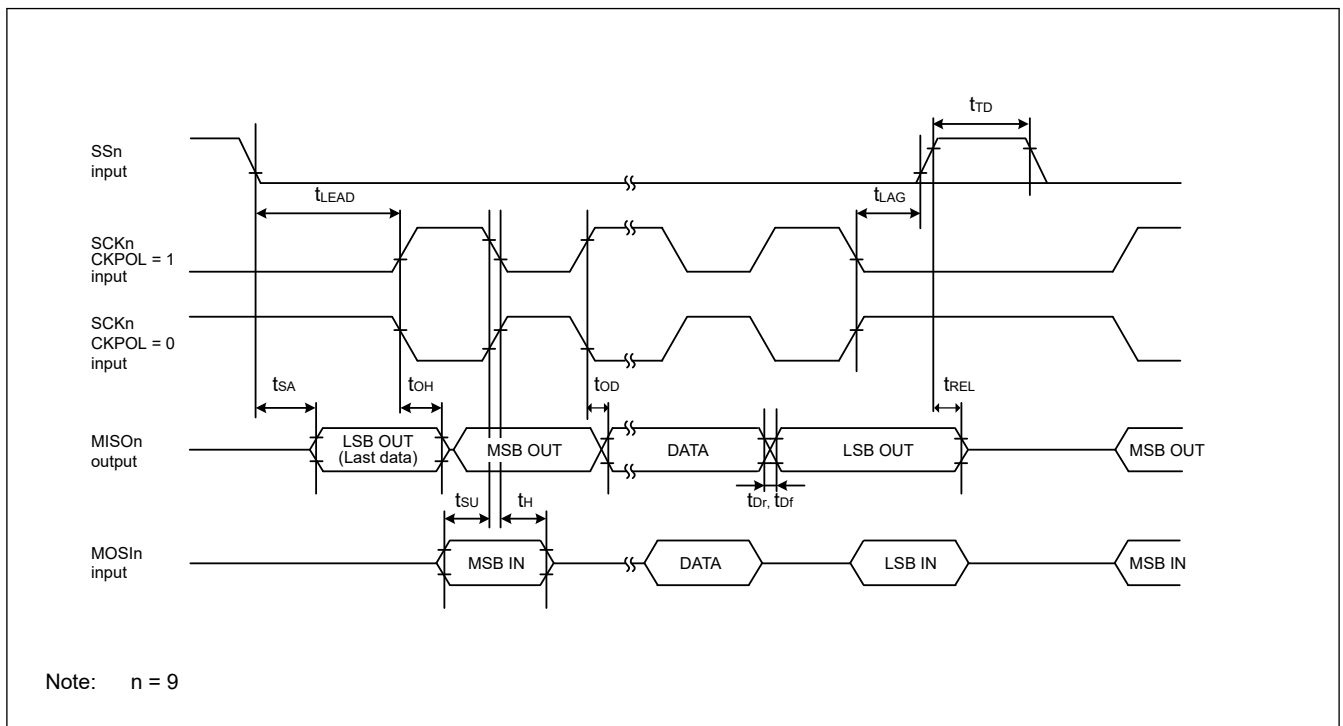 tTD
SSn
input
tLEAD
tLAG
SCKn
CKPOL = 1
input
SCKn
CKPOL = 0
input
tSA
tOH
tOD
tREL
MISOn
output
LSB OUT
(Last data)
MSB OUT
DATA
LSB OUT
MSB OUT
tSU
tH
tDr, tDf
MOSIn
input
MSB IN
DATA
LSB IN
MSB IN
Note: n = 9